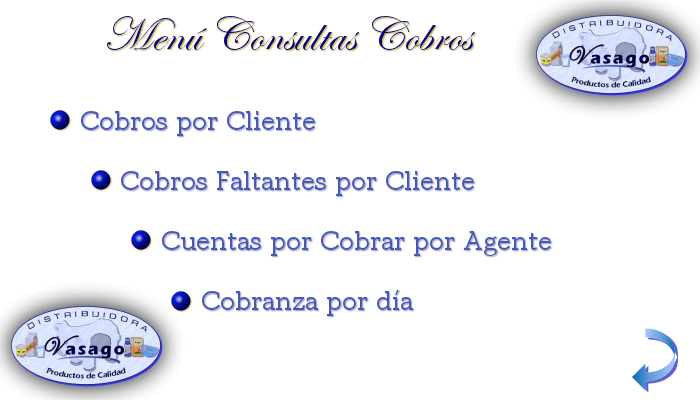 Menú Consultas Cobros
DISTRIBUIDORA
Vasago
Productos de Calidad
Cobros por Cliente
Cobros Faltantes por Cliente
Cuentas por Cobrar por Agente
Cobranza por día
DISTRIBUIDORA
Vasago
Productos de Calidad